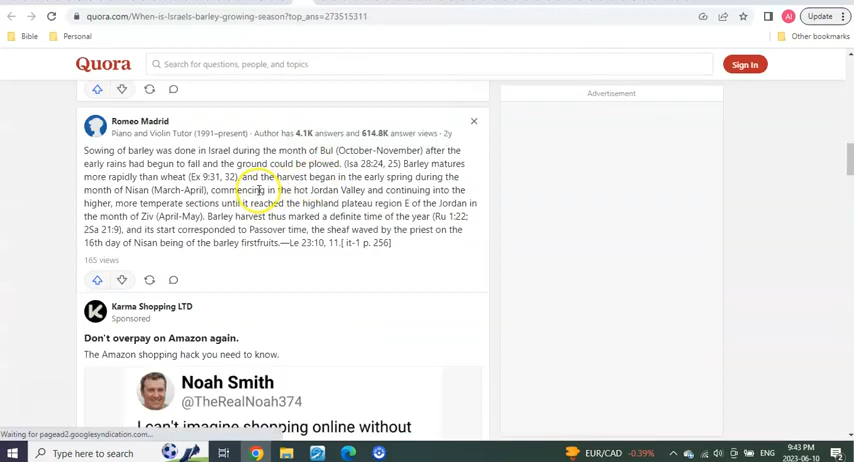 quora.com/When-is-Israels-barley-growing-season?top_ans=273515311
AI
Update
Bible
Personal
Other bookmarks
Quora
Search for questions, people, and topics
Sign In
Advertisement
Romeo Madrid
Piano and Violin Tutor (1991–present) · Author has 4.1K answers and 614.8K answer views · 2y
Sowing of barley was done in Israel during the month of Bul (October-November) after the
early rains had begun to fall and the ground could be plowed. (Isa 28:24, 25) Barley matures
more rapidly than wheat (Ex 9:31, 32), and the harvest began in the early spring during the
month of Nisan (March-April), commencing in the hot Jordan Valley and continuing into the
higher, more temperate sections until it reached the highland plateau region E of the Jordan in
the month of Ziv (April-May). Barley harvest thus marked a definite time of the year (Ru 1:22;
2Sa 21:9), and its start corresponded to Passover time, the sheaf waved by the priest on the
16th day of Nisan being of the barley firstfruits.—Le 23:10, 11.[ it-1 p. 256]
165 views
K
Karma Shopping LTD
Sponsored
Don't overpay on Amazon again.
The Amazon shopping hack you need to know.
Noah Smith
@TheRealNoah374
I can't imagine shopping online without
Waiting for pagead2.googlesyndication.com...
Type here to search
EUR/CAD -0.39%
ENG
9:43 PM
2023-06-10
2